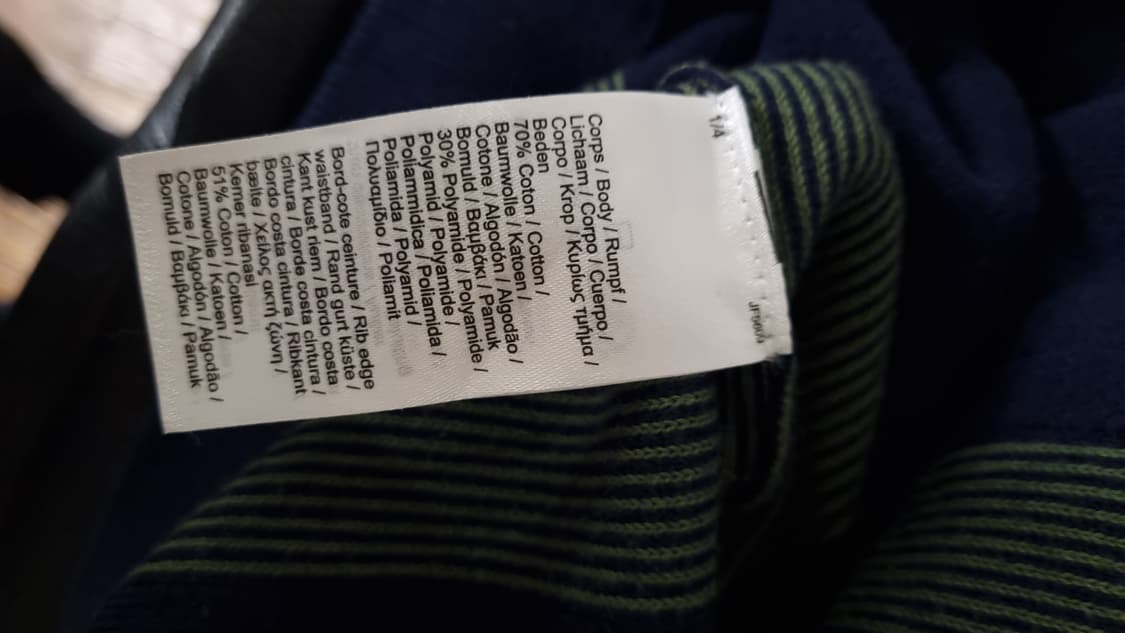 1/4
Corps / Body / Rumpf /
Lichaam / Corpo / Cuerpo /
Corpo / Krop / Κυρίως τμήμα /
Beden
70% Coton / Cotton /
Baumwolle / Katoen /
Cotone / Algodón / Algodão /
Bomuld / Βαμβάκι / Pamuk
30% Polyamide / Polyamide /
Polyamid / Polyamide /
Poliammidica / Poliamida /
Poliamida / Polyamid /
Πολυαμίδιο / Poliamit
Bord-cote ceinture / Rib edge
waistband / Rand gurt küste /
Kant kust riem / Bordo costa
cintura / Borde costa cintura /
Bordo costa cintura / Ribkant
bælte / Χείλος ακτή ζώνη /
Kemer ribanasi
51% Coton / Cotton /
Baumwolle / Katoen /
Cotone / Algodón / Algodão /
Bomuld / Βαμβάκι / Pamuk